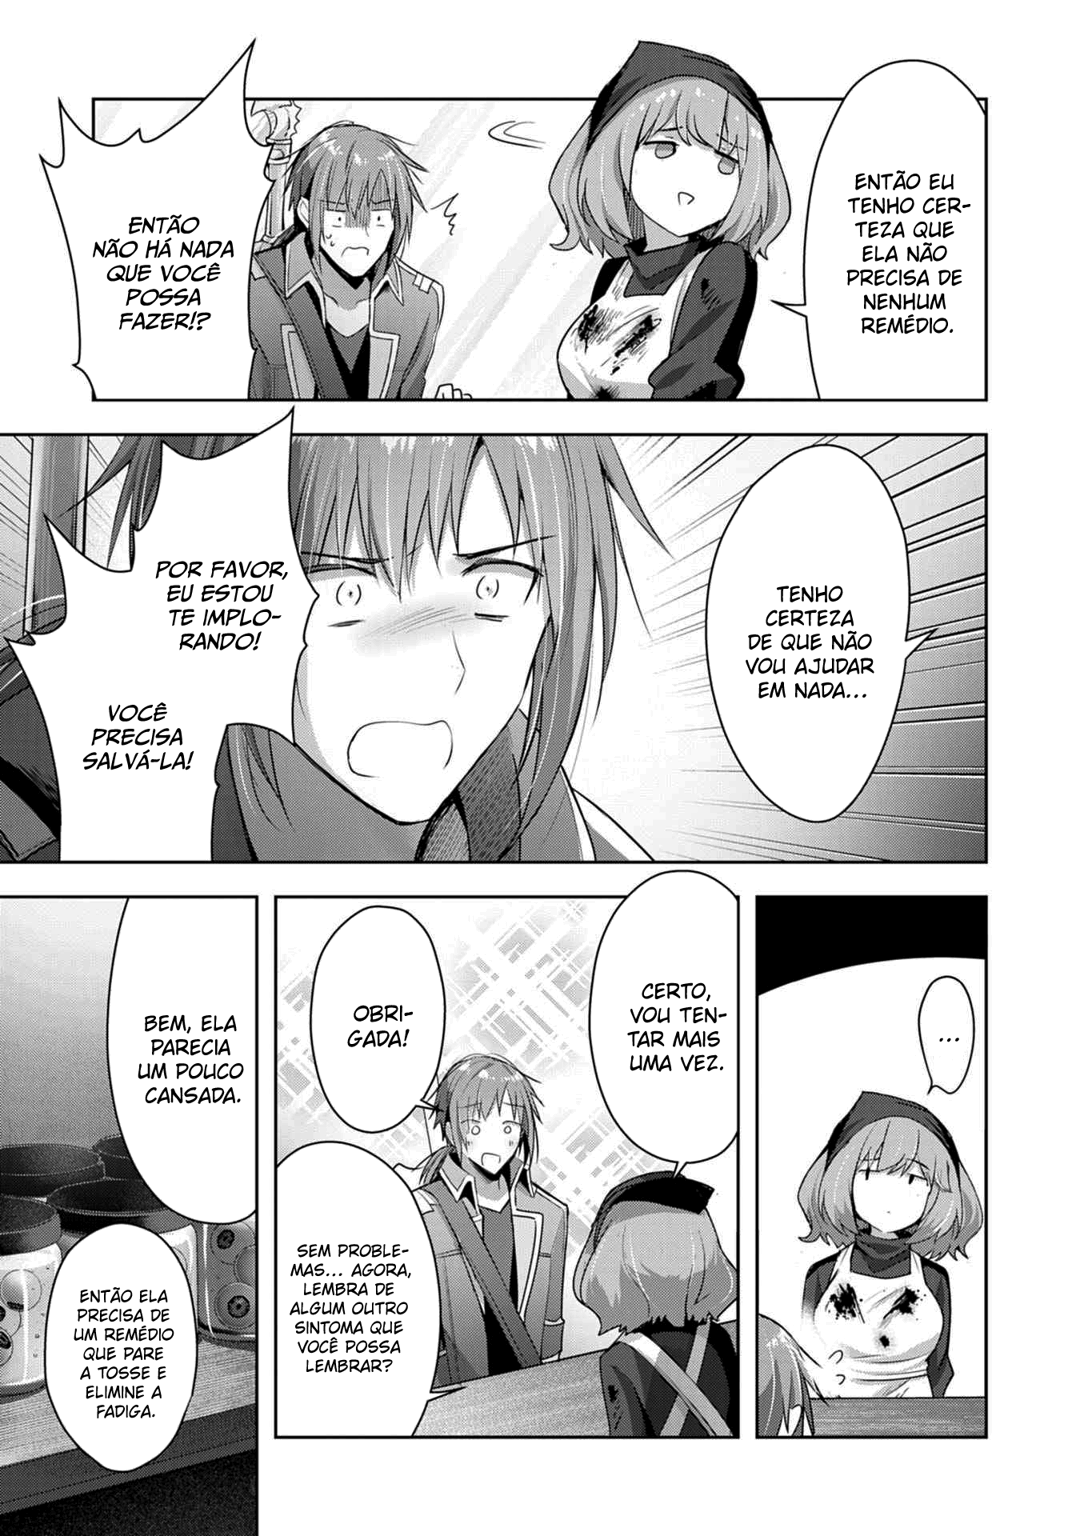 ENTÃO EU
TENHO CER-
TEZA QUE
ELA NÃO
PRECISA DE
NENHUM
REMÉDIO.
ENTÃO
NÃO HÁ NADA
QUE VOCÊ
POSSA
FAZER!?
TENHO
CERTEZA
DE QUE NÃO
VOU AJUDAR
EM NADA...
POR FAVOR,
EU ESTOU
TE IMPLO-
RANDO!
VOCÊ
PRECISA
SALVÁ-LA!
...
CERTO,
VOU TEN-
TAR MAIS
UMA VEZ.
OBRI-
GADA!
SEM PROBLE-
MAS... AGORA,
LEMBRA DE
ALGUM OUTRO
SINTOMA QUE
VOCÊ POSSA
LEMBRAR?
BEM, ELA
PARECIA
UM POUCO
CANSADA.
ENTÃO ELA
PRECISA DE
UM REMÉDIO
QUE PARE
A TOSSE E
ELIMINE A
FADIGA.